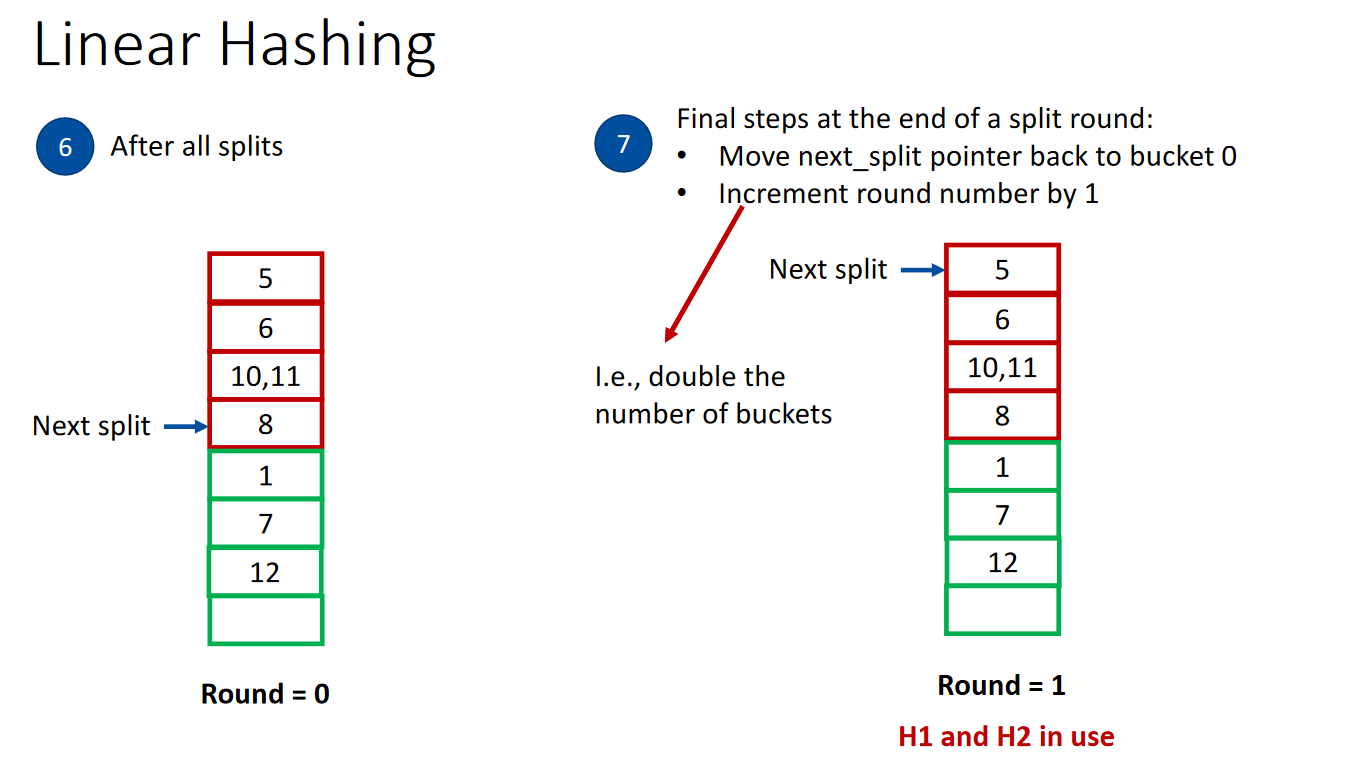 Linear Hashing
6
After all splits
5
6
10,11
Next split
8
1
7
12
Round = 0
7
Final steps at the end of a split round:
• Move next_split pointer back to bucket 0
• Increment round number by 1
Next split
5
6
I.e., double the
number of buckets
10,11
8
1
7
12
Round = 1
H1 and H2 in use